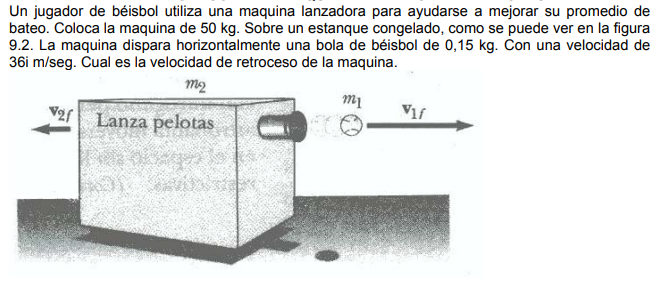 Un jugador de béisbol utiliza una maquina lanzadora para ayudarse a mejorar su promedio de
bateo. Coloca la maquina de 50 kg. Sobre un estanque congelado, como se puede ver en la figura
9.2. La maquina dispara horizontalmente una bola de béisbol de 0,15 kg. Con una velocidad de
36i m/seg. Cual es la velocidad de retroceso de la maquina.
m2
m1
v2f
v1f
Lanza pelotas